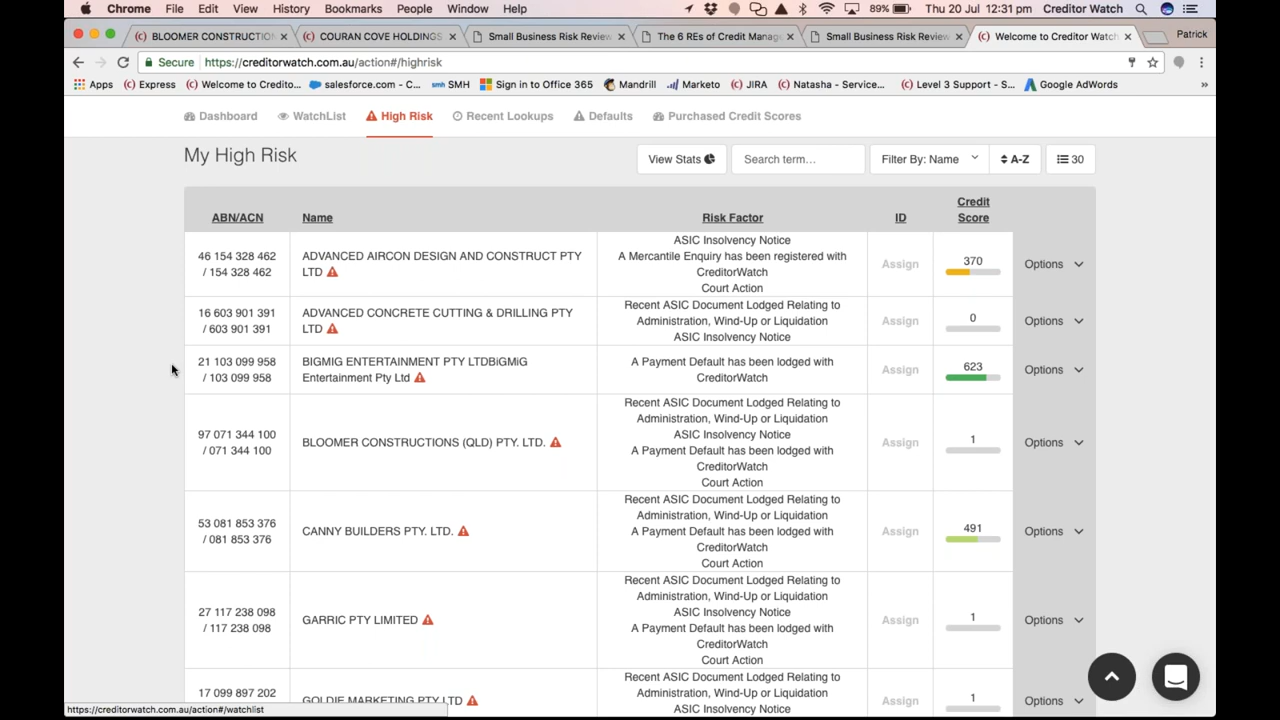 Chrome File Edit View History Bookmarks People Window Help 89% Thu 20 Jul 12:31 pm Creditor Watch
BLOOMER CONSTRUCTION COURAN COVE HOLDINGS Small Business Risk Review The 6 REs of Credit Mana Small Business Risk Review Welcome to Creditor Watch Patrick
Secure https://creditorwatch.com.au/action#/highrisk
Apps Express Welcome to Credito... salesforce.com - C... SMH Sign in to Office 365 Mandrill Marketo JIRA Natasha - Service... Level 3 Support - S... Google AdWords »
Dashboard WatchList High Risk Recent Lookups Defaults Purchased Credit Scores
My High Risk View Stats Search term... Filter By: Name A-Z 30
ABN/ACN Name Risk Factor ID Credit Score
46 154 328 462 / 154 328 462
ADVANCED AIRCON DESIGN AND CONSTRUCT PTY
LTD
ASIC Insolvency Notice
A Mercantile Enquiry has been registered with
CreditorWatch
Court Action
Assign 370 Options
16 603 901 391 / 603 901 391
ADVANCED CONCRETE CUTTING & DRILLING PTY
LTD
Recent ASIC Document Lodged Relating to
Administration, Wind-Up or Liquidation
ASIC Insolvency Notice
Assign 0 Options
21 103 099 958 / 103 099 958
BIGMIG ENTERTAINMENT PTY LTDBiGMiG
Entertainment Pty Ltd
A Payment Default has been lodged with
CreditorWatch
Assign 623 Options
97 071 344 100 / 071 344 100
BLOOMER CONSTRUCTIONS (QLD) PTY. LTD.
Recent ASIC Document Lodged Relating to
Administration, Wind-Up or Liquidation
ASIC Insolvency Notice
A Payment Default has been lodged with
CreditorWatch
Court Action
Assign 1 Options
53 081 853 376 / 081 853 376
CANNY BUILDERS PTY. LTD.
Recent ASIC Document Lodged Relating to
Administration, Wind-Up or Liquidation
A Payment Default has been lodged with
CreditorWatch
Court Action
Assign 491 Options
27 117 238 098 / 117 238 098
GARRIC PTY LIMITED
Recent ASIC Document Lodged Relating to
Administration, Wind-Up or Liquidation
ASIC Insolvency Notice
A Payment Default has been lodged with
CreditorWatch
Court Action
Assign 1 Options
17 099 897 202
GOLDIE MARKETING PTY LTD
Recent ASIC Document Lodged Relating to
Administration, Wind-Up or Liquidation
ASIC Insolvency Notice
Assign 1 Options
https://creditorwatch.com.au/action#/watchlist